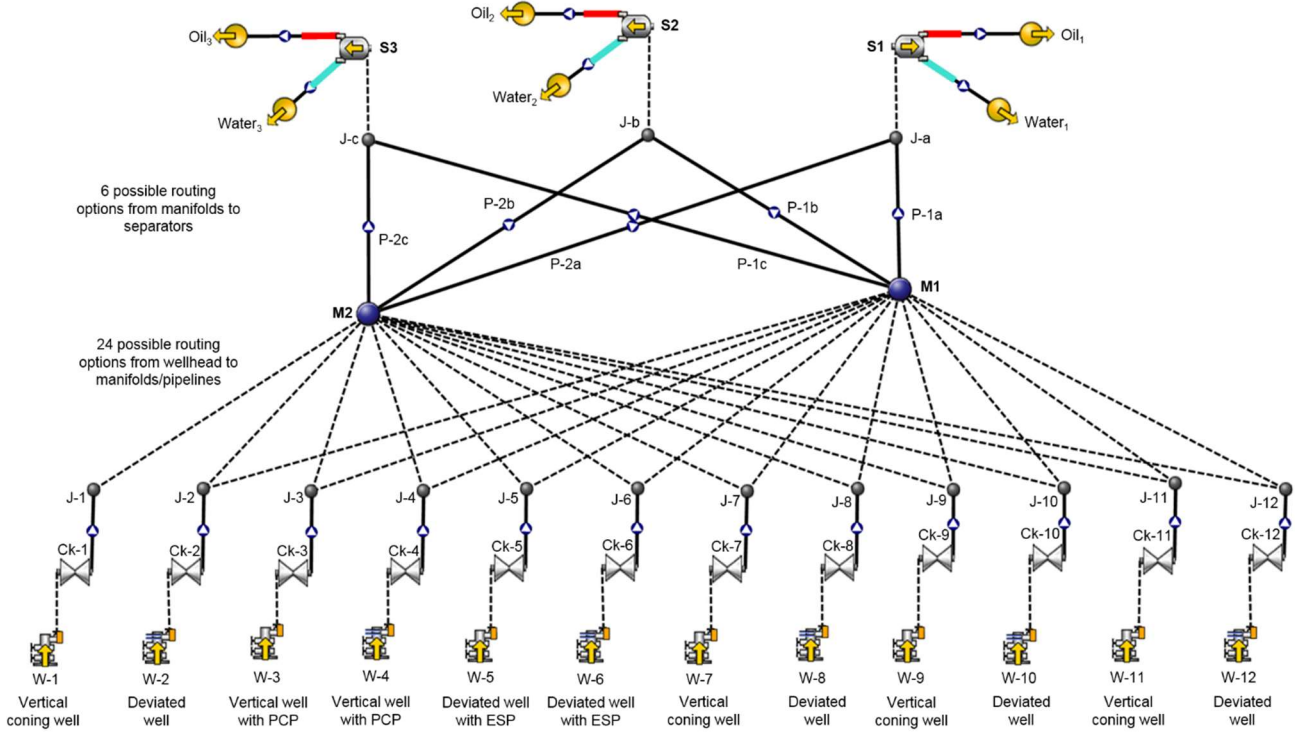 Oil₃
S3
Oil₂
S2
S1
Oil₁
Water₃
Water₂
Water₁
J-c
J-b
J-a
6 possible routing
options from manifolds to
separators
P-2c
P-2b
P-2a
P-1c
P-1b
P-1a
M2
M1
24 possible routing
options from wellhead to
manifolds/pipelines
J-1
J-2
J-3
J-4
J-5
J-6
J-7
J-8
J-9
J-10
J-11
J-12
Ck-1
Ck-2
Ck-3
Ck-4
Ck-5
Ck-6
Ck-7
Ck-8
Ck-9
Ck-10
Ck-11
Ck-12
W-1
Vertical
coning well
W-2
Deviated
well
W-3
Vertical well
with PCP
W-4
Vertical well
with PCP
W-5
Deviated well
with ESP
W-6
Deviated well
with ESP
W-7
Vertical
coning well
W-8
Deviated
well
W-9
Vertical
coning well
W-10
Deviated
well
W-11
Vertical
coning well
W-12
Deviated
well